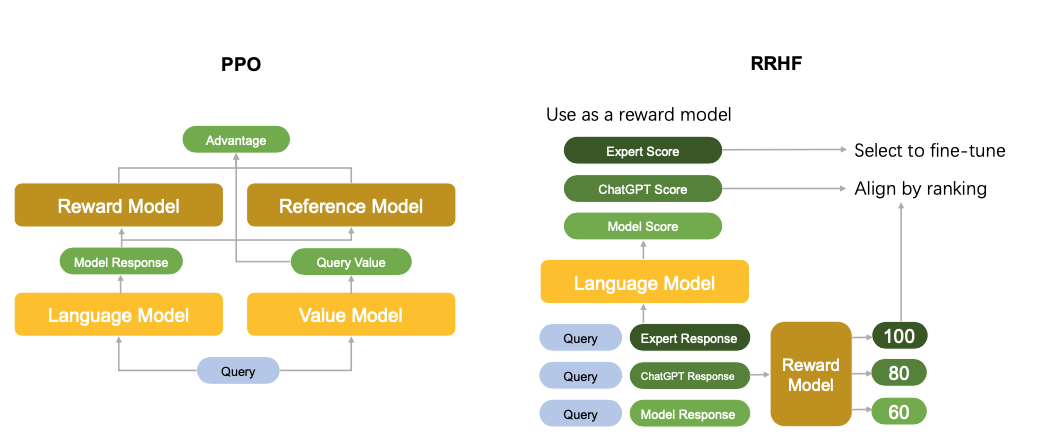 PPO
Advantage
Reward Model
Reference Model
Model Response
Query Value
Language Model
Value Model
Query
RRHF
Use as a reward model
Expert Score
Select to fine-tune
ChatGPT Score
Align by ranking
Model Score
Language Model
Query
Expert Response
Query
ChatGPT Response
Query
Model Response
Reward
Model
100
80
60